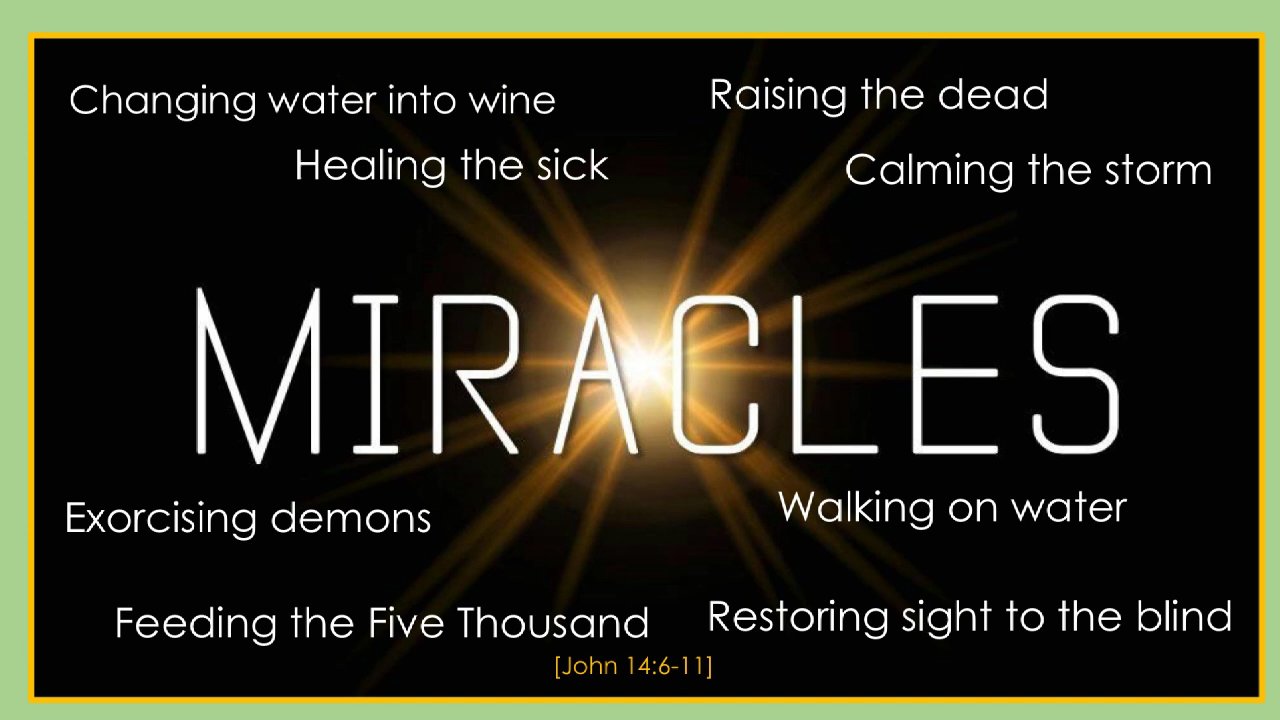 Changing water into wine
Raising the dead
Healing the sick
Calming the storm
MIRACLES
Exorcising demons
Walking on water
Feeding the Five Thousand
Restoring sight to the blind
[John 14:6-11]